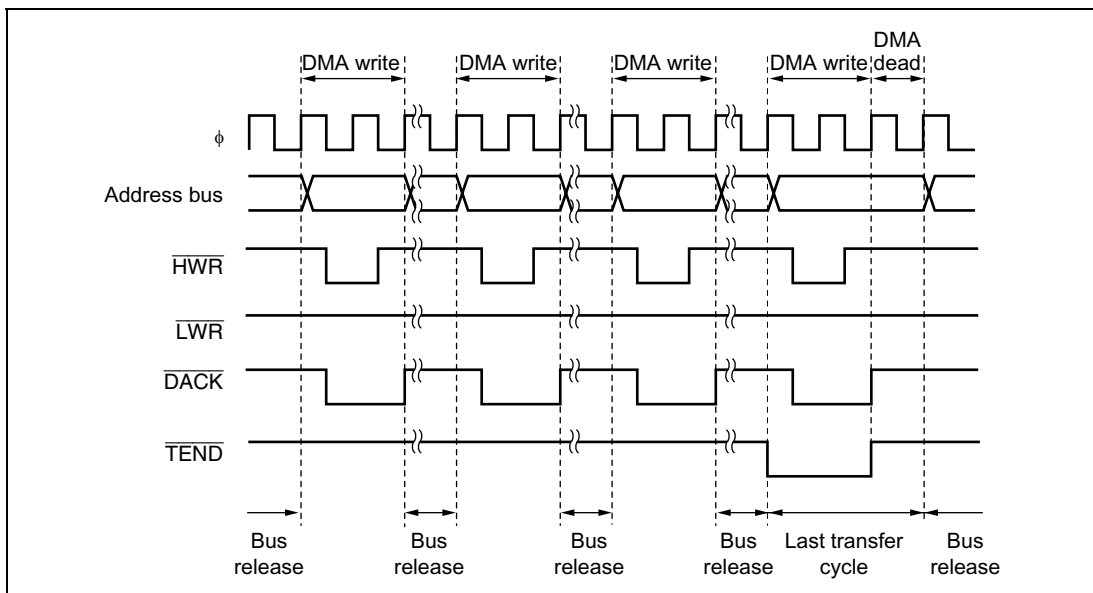 DMA
dead
DMA write DMA write DMA write DMA write
ϕ
Address bus
HWR
LWR
DACK
TEND
Bus release
Bus release
Bus release
Bus release
Last transfer cycle
Bus release